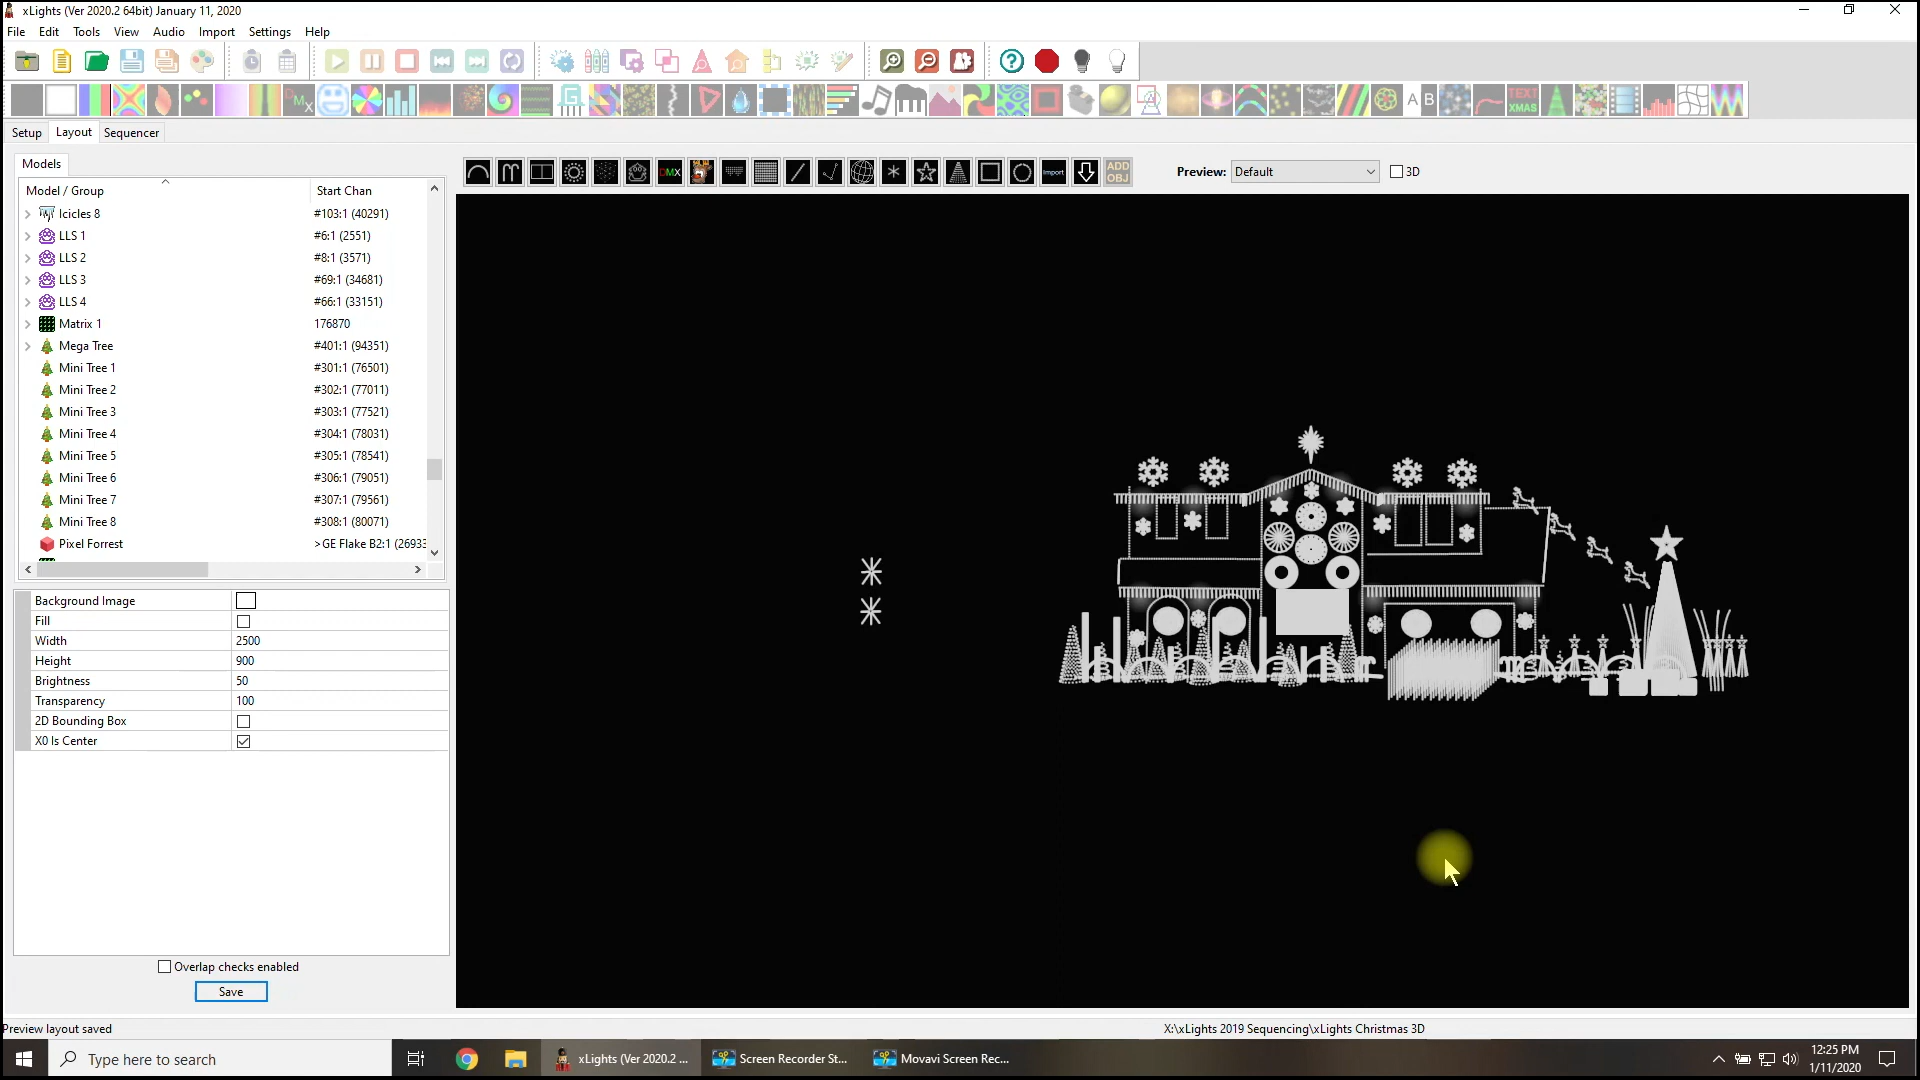 xLights (Ver 2020.2 64bit) January 11, 2020
File Edit Tools View Audio Import Settings Help
DMX
A B
TEXT
XMAS
Setup Layout Sequencer
Models
DMX
Import
ADD
OBJ
Preview: Default 3D
Model / Group Start Chan
Icicles 8 #103:1 (40291)
LLS 1 #6:1 (2551)
LLS 2 #8:1 (3571)
LLS 3 #69:1 (34681)
LLS 4 #66:1 (33151)
Matrix 1 176870
Mega Tree #401:1 (94351)
Mini Tree 1 #301:1 (76501)
Mini Tree 2 #302:1 (77011)
Mini Tree 3 #303:1 (77521)
Mini Tree 4 #304:1 (78031)
Mini Tree 5 #305:1 (78541)
Mini Tree 6 #306:1 (79051)
Mini Tree 7 #307:1 (79561)
Mini Tree 8 #308:1 (80071)
Pixel Forrest >GE Flake B2:1 (26933
Background Image
Fill
Width 2500
Height 900
Brightness 50
Transparency 100
2D Bounding Box
X0 Is Center
Overlap checks enabled
Save
Preview layout saved X:\xLights 2019 Sequencing\xLights Christmas 3D
Type here to search xLights (Ver 2020.2 ... Screen Recorder St... Movavi Screen Rec...
12:25 PM
1/11/2020